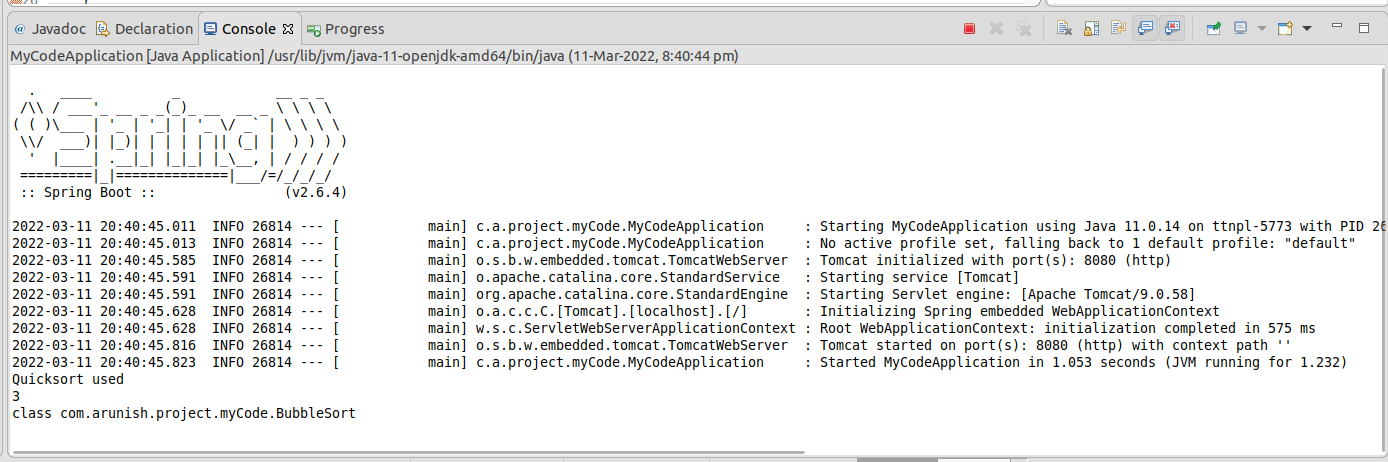 Javadoc Declaration Console Progress
MyCodeApplication [Java Application] /usr/lib/jvm/java-11-openjdk-amd64/bin/java (11-Mar-2022, 8:40:44 pm)
  .   ____          _            __ _ _
 /\\ / ___'_ __ _ _(_)_ __  __ _ \ \ \ \
( ( )\___ | '_ | '_| | '_ \/ _` | \ \ \ \
 \\/  ___)| |_)| | | | | || (_| |  ) ) ) )
  '  |____| .__|_| |_|_| |_\__, | / / / /
 =========|_|==============|___/=/_/_/_/
 :: Spring Boot ::                (v2.6.4)
2022-03-11 20:40:45.011  INFO 26814 --- [           main] c.a.project.myCode.MyCodeApplication     : Starting MyCodeApplication using Java 11.0.14 on ttnpl-5773 with PID 26
2022-03-11 20:40:45.013  INFO 26814 --- [           main] c.a.project.myCode.MyCodeApplication     : No active profile set, falling back to 1 default profile: "default"
2022-03-11 20:40:45.585  INFO 26814 --- [           main] o.s.b.w.embedded.tomcat.TomcatWebServer  : Tomcat initialized with port(s): 8080 (http)
2022-03-11 20:40:45.591  INFO 26814 --- [           main] o.apache.catalina.core.StandardService   : Starting service [Tomcat]
2022-03-11 20:40:45.591  INFO 26814 --- [           main] org.apache.catalina.core.StandardEngine  : Starting Servlet engine: [Apache Tomcat/9.0.58]
2022-03-11 20:40:45.628  INFO 26814 --- [           main] o.a.c.c.C.[Tomcat].[localhost].[/]       : Initializing Spring embedded WebApplicationContext
2022-03-11 20:40:45.628  INFO 26814 --- [           main] w.s.c.ServletWebServerApplicationContext : Root WebApplicationContext: initialization completed in 575 ms
2022-03-11 20:40:45.816  INFO 26814 --- [           main] o.s.b.w.embedded.tomcat.TomcatWebServer  : Tomcat started on port(s): 8080 (http) with context path ''
2022-03-11 20:40:45.823  INFO 26814 --- [           main] c.a.project.myCode.MyCodeApplication     : Started MyCodeApplication in 1.053 seconds (JVM running for 1.232)
Quicksort used
3
class com.arunish.project.myCode.BubbleSort